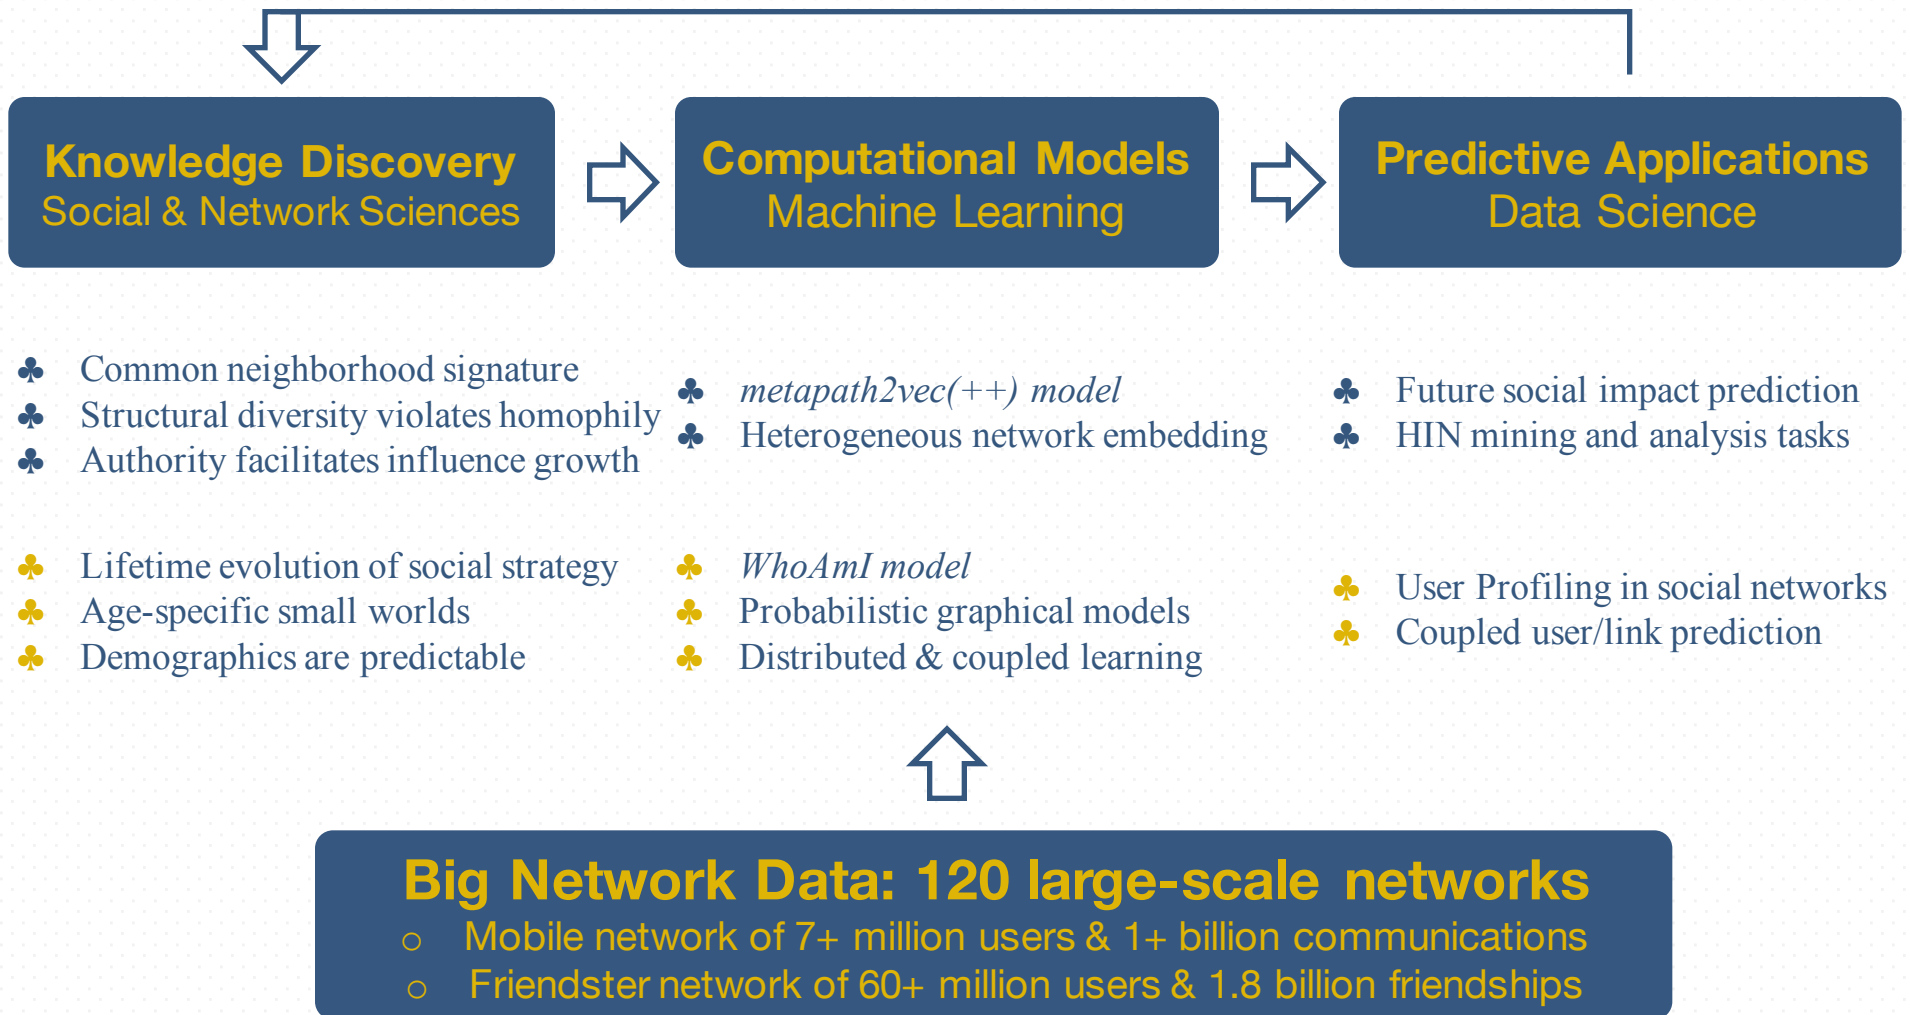 Knowledge Discovery
Social & Network Sciences
Computational Models
Machine Learning
Predictive Applications
Data Science
♣ Common neighborhood signature
♣ Structural diversity violates homophily
♣ Authority facilitates influence growth
♣ metapath2vec(++) model
♣ Heterogeneous network embedding
♣ Future social impact prediction
♣ HIN mining and analysis tasks
♣ Lifetime evolution of social strategy
♣ Age-specific small worlds
♣ Demographics are predictable
♣ WhoAmI model
♣ Probabilistic graphical models
♣ Distributed & coupled learning
♣ User Profiling in social networks
♣ Coupled user/link prediction
Big Network Data: 120 large-scale networks
○ Mobile network of 7+ million users & 1+ billion communications
○ Friendster network of 60+ million users & 1.8 billion friendships